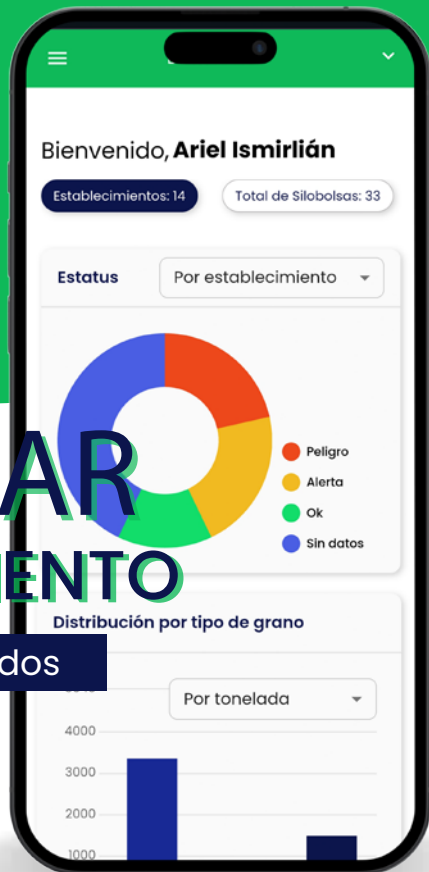 Bienvenido, Ariel Ismirlián
Establecimientos: 14
Total de Silobolsas: 33
Estatus
Por establecimiento
Peligro
Alerta
Ok
Sin datos
AR
ENTO
dos
Distribución por tipo de grano
Por tonelada
4000
3000
2000
1000